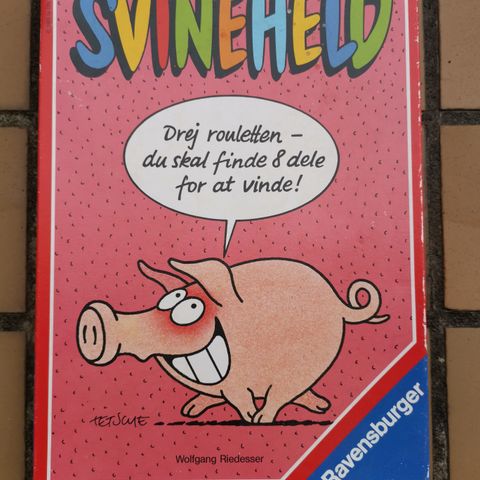 SVINEHELD
Drej rouletten –
du skal finde 8 dele
for at vinde!
TETSCHE
Wolfgang Riedesser
Ravensburger